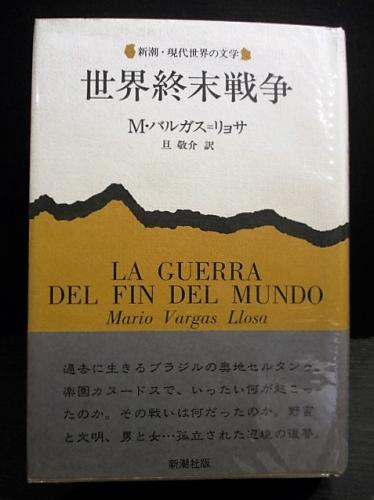 新潮・現代世界の文学
世界終末戦争
M・バルガス=リョサ
旦 敬介 訳
LA GUERRA
DEL FIN DEL MUNDO
Mario Vargas Llosa
過去に生きるブラジルの奥地セルタンの
楽園カヌードスで、いったい何が起こっ
たのか。その戦いは何だったのか。野蛮
と文明、男と女…孤立された辺境の復讐。
新潮社版